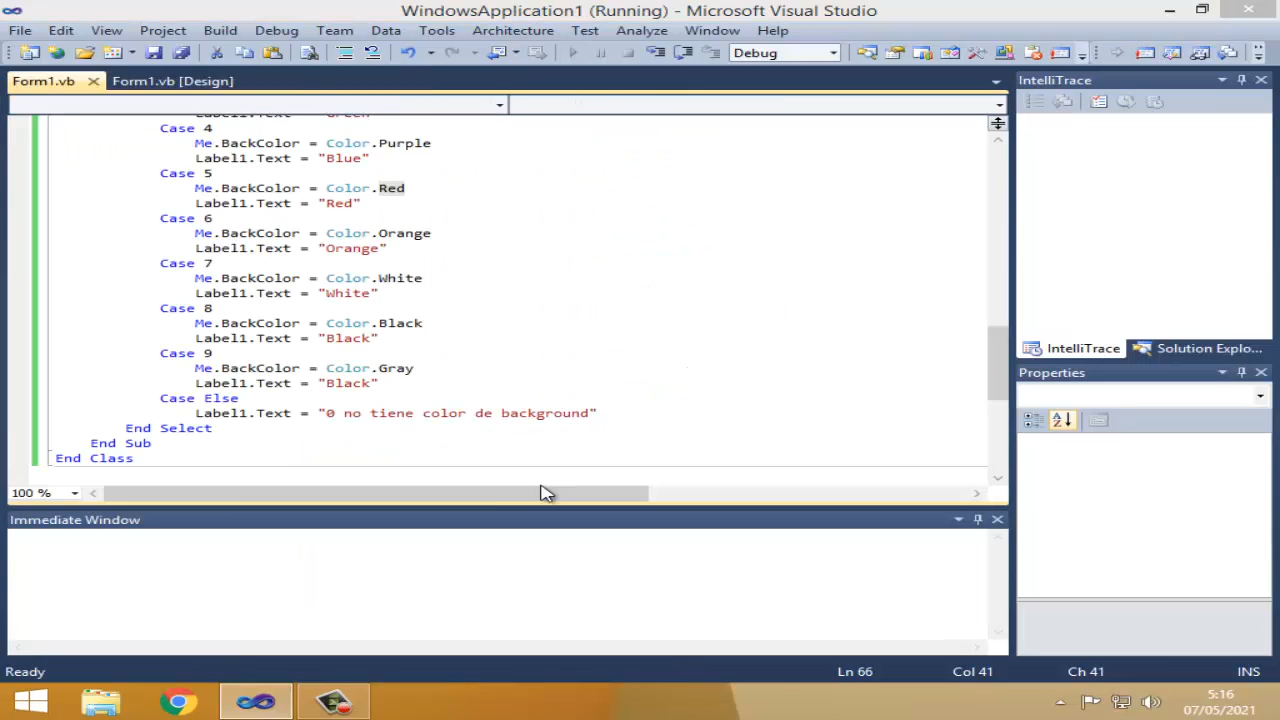 WindowsApplication1 (Running) - Microsoft Visual Studio
File Edit View Project Build Debug Team Data Tools Architecture Test Analyze Window Help
Debug
Form1.vb Form1.vb [Design]
Case 4
Me.BackColor = Color.Purple
Label1.Text = "Blue"
Case 5
Me.BackColor = Color.Red
Label1.Text = "Red"
Case 6
Me.BackColor = Color.Orange
Label1.Text = "Orange"
Case 7
Me.BackColor = Color.White
Label1.Text = "White"
Case 8
Me.BackColor = Color.Black
Label1.Text = "Black"
Case 9
Me.BackColor = Color.Gray
Label1.Text = "Black"
Case Else
Label1.Text = "0 no tiene color de background"
End Select
End Sub
End Class
100 %
Immediate Window
IntelliTrace
IntelliTrace Solution Explo...
Properties
Ready Ln 66 Col 41 Ch 41 INS
5:16
07/05/2021